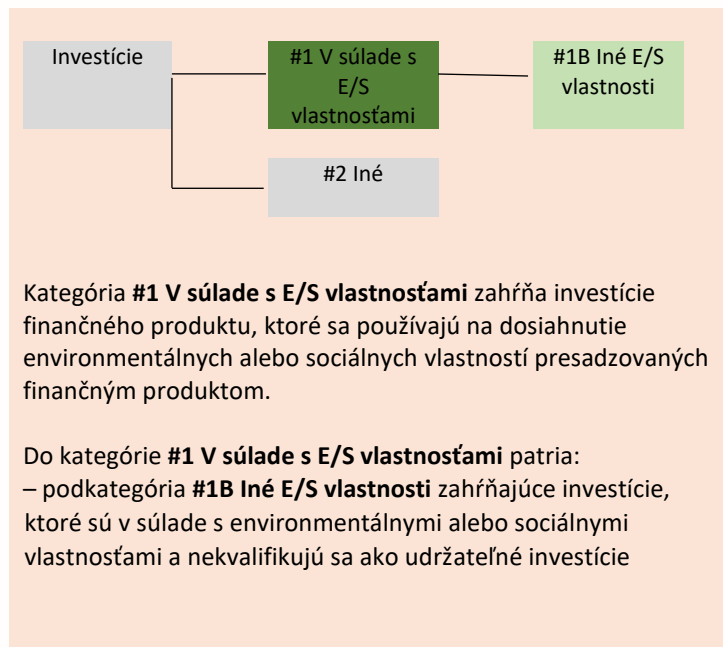 Investície
#1 V súlade s
E/S
vlastnosťami
#1B Iné E/S
vlastnosti
#2 Iné
Kategória #1 V súlade s E/S vlastnosťami zahŕňa investície
finančného produktu, ktoré sa používajú na dosiahnutie
environmentálnych alebo sociálnych vlastností presadzovaných
finančným produktom.
Do kategórie #1 V súlade s E/S vlastnosťami patria:
– podkategória #1B Iné E/S vlastnosti zahŕňajúce investície,
ktoré sú v súlade s environmentálnymi alebo sociálnymi
vlastnosťami a nekvalifikujú sa ako udržateľné investície